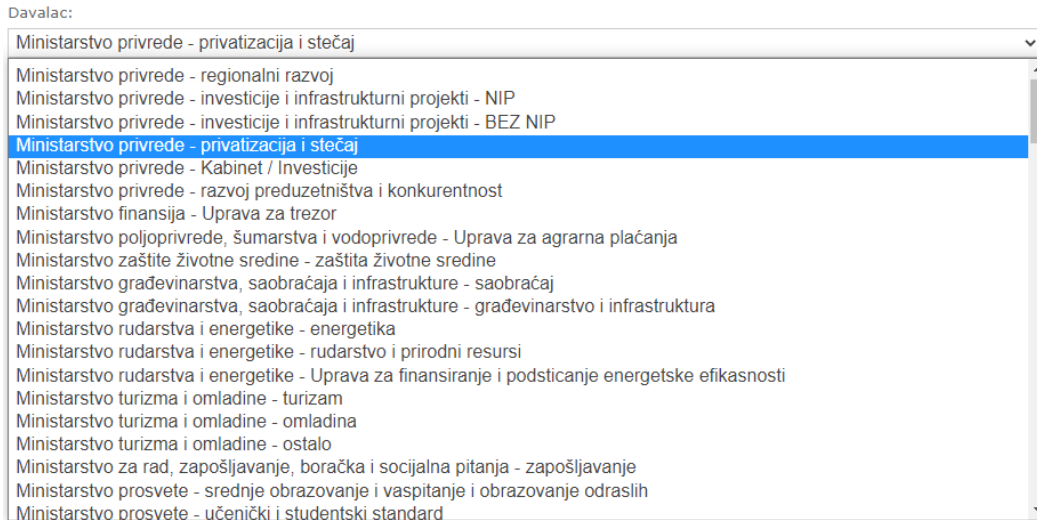 Davalac:
Ministarstvo privrede - privatizacija i stečaj
Ministarstvo privrede - regionalni razvoj
Ministarstvo privrede - investicije i infrastrukturni projekti - NIP
Ministarstvo privrede - investicije i infrastrukturni projekti - BEZ NIP
Ministarstvo privrede - privatizacija i stečaj
Ministarstvo privrede - Kabinet / Investicije
Ministarstvo privrede - razvoj preduzetništva i konkurentnost
Ministarstvo finansija - Uprava za trezor
Ministarstvo poljoprivrede, šumarstva i vodoprivrede - Uprava za agrarna plaćanja
Ministarstvo zaštite životne sredine - zaštita životne sredine
Ministarstvo građevinarstva, saobraćaja i infrastrukture - saobraćaj
Ministarstvo građevinarstva, saobraćaja i infrastrukture - građevinarstvo i infrastruktura
Ministarstvo rudarstva i energetike - energetika
Ministarstvo rudarstva i energetike - rudarstvo i prirodni resursi
Ministarstvo rudarstva i energetike - Uprava za finansiranje i podsticanje energetske efikasnosti
Ministarstvo turizma i omladine - turizam
Ministarstvo turizma i omladine - omladina
Ministarstvo turizma i omladine - ostalo
Ministarstvo za rad, zapošljavanje, boračka i socijalna pitanja - zapošljavanje
Ministarstvo prosvete - srednje obrazovanje i vaspitanje i obrazovanje odraslih
Ministarstvo prosvete - učenički i studentski standard